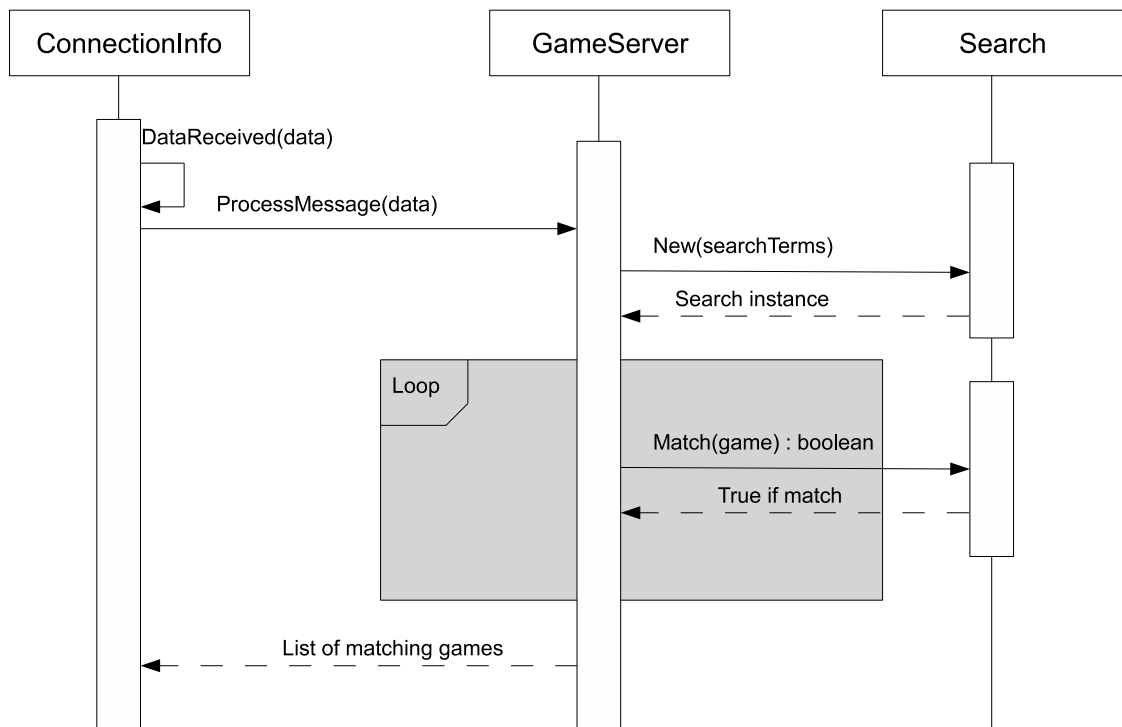 ConnectionInfo
GameServer
Search
DataReceived(data)
ProcessMessage(data)
New(searchTerms)
Search instance
Loop
Match(game) : boolean
True if match
List of matching games